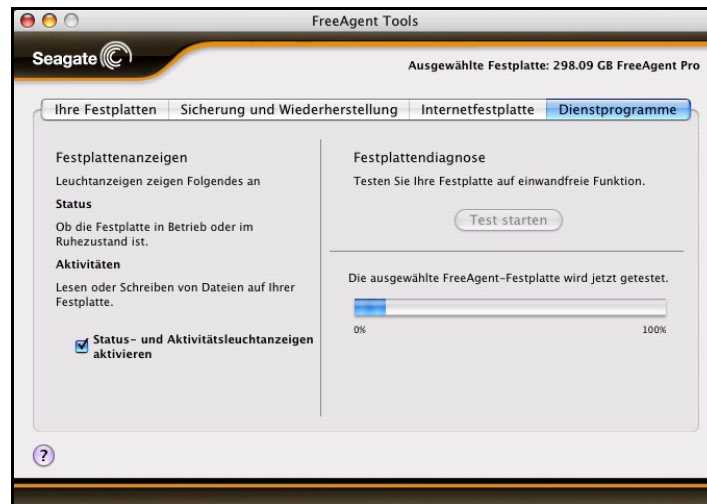 FreeAgent Tools
Seagate
Ausgewählte Festplatte: 298.09 GB FreeAgent Pro
Ihre Festplatten
Sicherung und Wiederherstellung
Internetfestplatte
Dienstprogramme
Festplattenanzeigen
Leuchtanzeigen zeigen Folgendes an
Status
Ob die Festplatte in Betrieb oder im
Ruhezustand ist.
Aktivitäten
Lesen oder Schreiben von Dateien auf Ihrer
Festplatte.
Status- und Aktivitätsleuchtanzeigen
aktivieren
Festplattendiagnose
Testen Sie Ihre Festplatte auf einwandfreie Funktion.
Test starten
Die ausgewählte FreeAgent-Festplatte wird jetzt getestet.
0%
100%
?